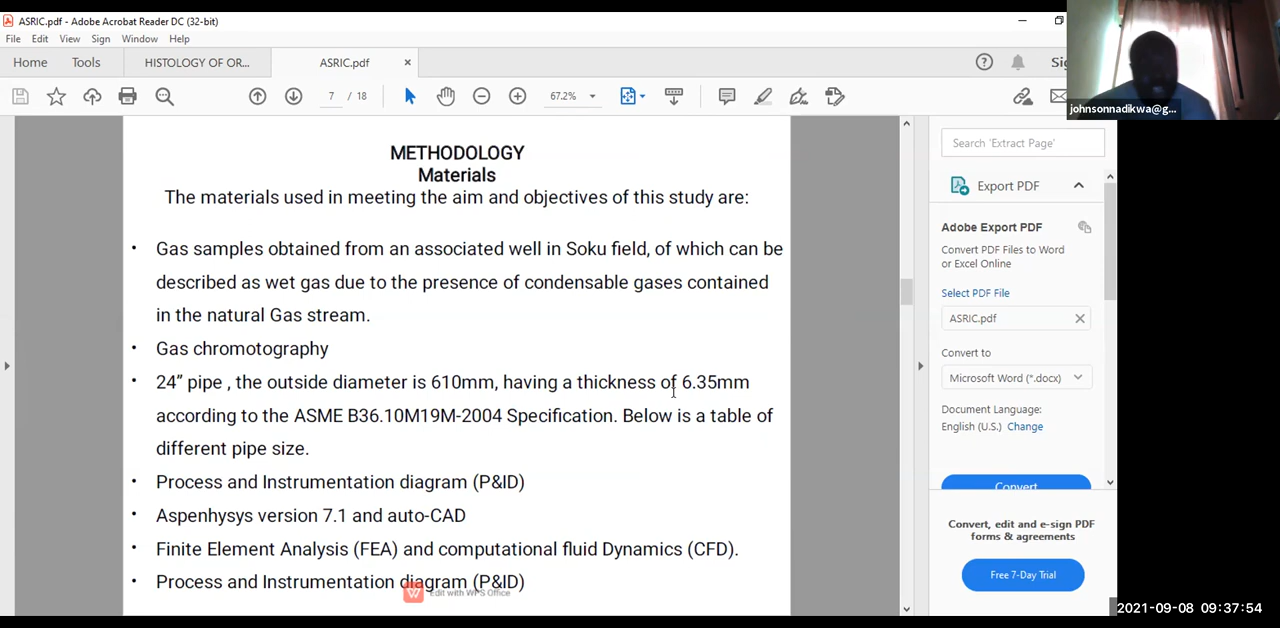 ASRIC.pdf - Adobe Acrobat Reader DC (32-bit)
File Edit View Sign Window Help
Home Tools HISTOLOGY OF OR... ASRIC.pdf ×
7 / 18 67.2%
johnsonnadikwa@g...
METHODOLOGY
Materials
The materials used in meeting the aim and objectives of this study are:
• Gas samples obtained from an associated well in Soku field, of which can be
described as wet gas due to the presence of condensable gases contained
in the natural Gas stream.
• Gas chromotography
• 24” pipe , the outside diameter is 610mm, having a thickness of 6.35mm
according to the ASME B36.10M19M-2004 Specification. Below is a table of
different pipe size.
• Process and Instrumentation diagram (P&ID)
• Aspenhysys version 7.1 and auto-CAD
• Finite Element Analysis (FEA) and computational fluid Dynamics (CFD).
• Process and Instrumentation diagram (P&ID)
Edit with WPS Office
Search 'Extract Page'
Export PDF
Adobe Export PDF
Convert PDF Files to Word
or Excel Online
Select PDF File
ASRIC.pdf
Convert to
Microsoft Word (*.docx)
Document Language:
English (U.S.) Change
Convert
Convert, edit and e-sign PDF
forms & agreements
Free 7-Day Trial
2021-09-08 09:37:54